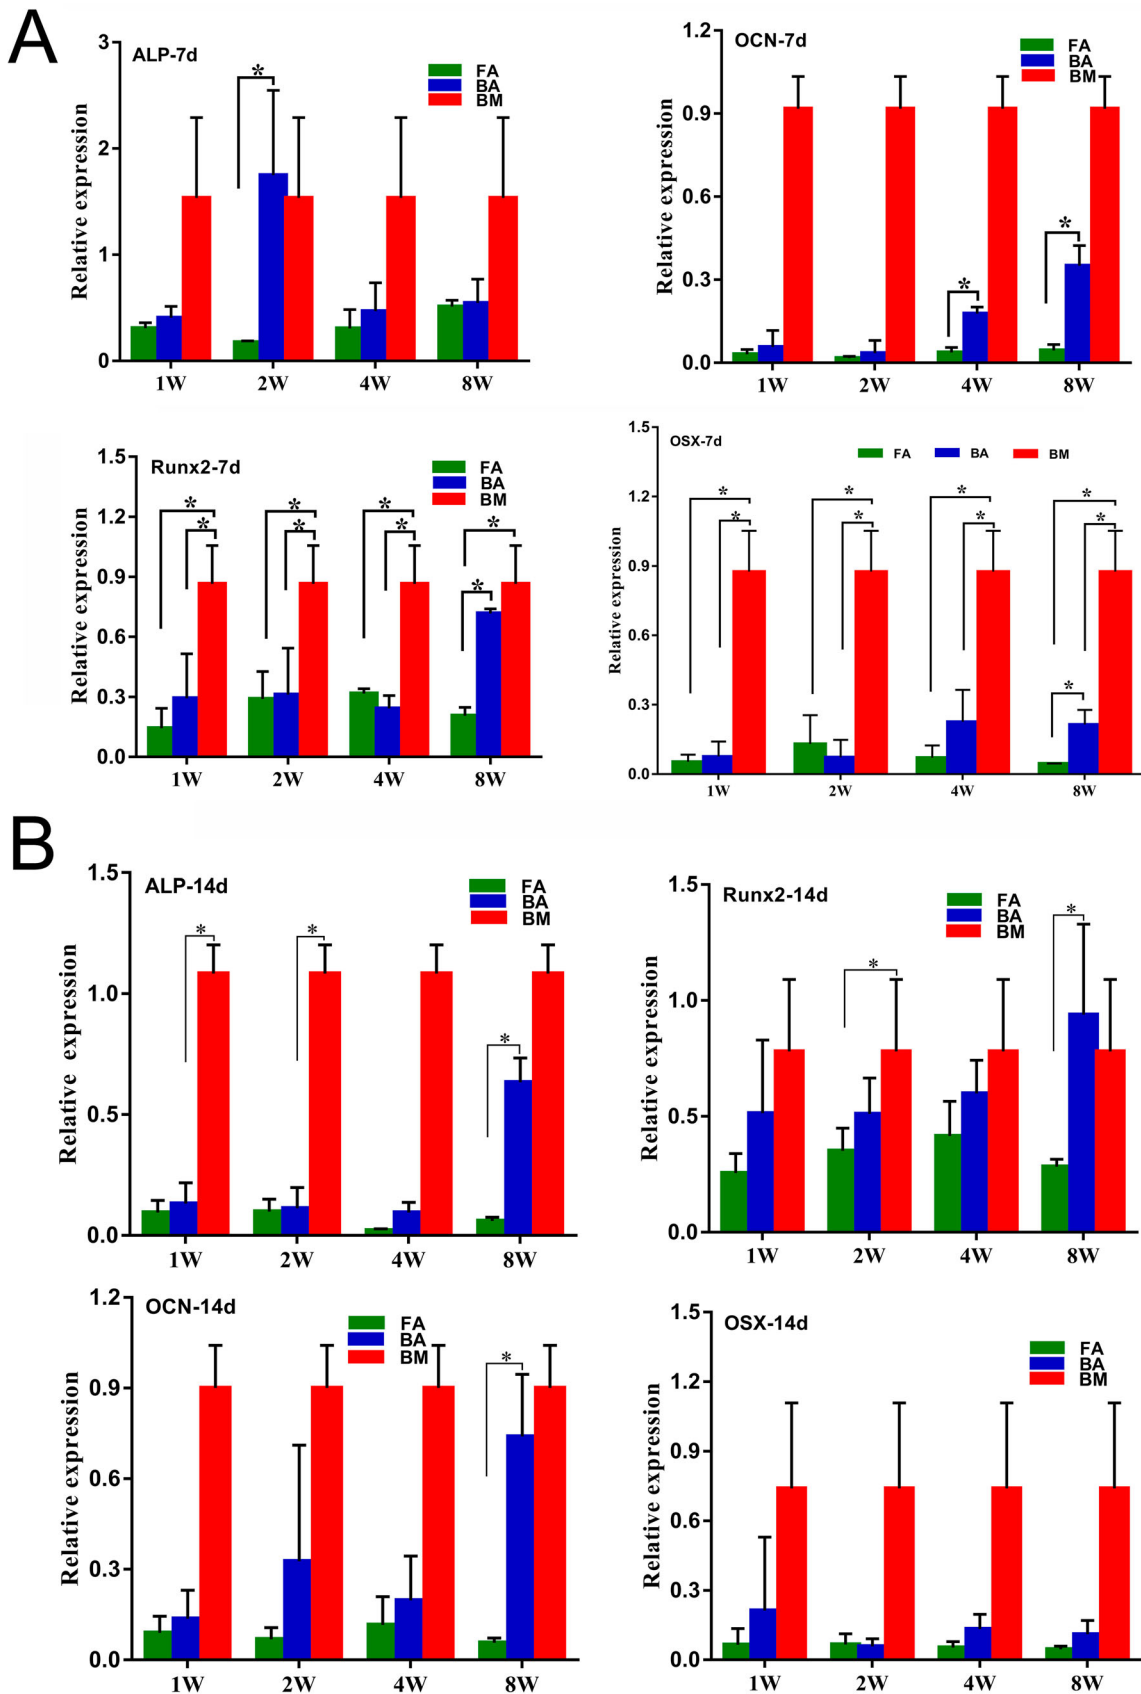 A
ALP-7d
FA
BA
BM
Relative expression
3
2
1
0
*
1W
2W
4W
8W
OCN-7d
FA
BA
BM
Relative expression
1.2
0.9
0.6
0.3
0.0
*
*
1W
2W
4W
8W
Runx2-7d
FA
BA
BM
Relative expression
1.5
1.2
0.9
0.6
0.3
0.0
*
*
*
*
*
*
*
*
1W
2W
4W
8W
OSX-7d
FA
BA
BM
Relative expression
1.5
1.2
0.9
0.6
0.3
0.0
*
*
*
*
*
*
*
*
*
1W
2W
4W
8W
B
ALP-14d
FA
BA
BM
Relative expression
1.5
1.0
0.5
0.0
*
*
*
1W
2W
4W
8W
Runx2-14d
FA
BA
BM
Relative expression
1.5
1.0
0.5
0.0
*
*
1W
2W
4W
8W
OCN-14d
FA
BA
BM
Relative expression
1.2
0.9
0.6
0.3
0.0
*
1W
2W
4W
8W
OSX-14d
FA
BA
BM
Relative expression
1.5
1.2
0.9
0.6
0.3
0.0
1W
2W
4W
8W